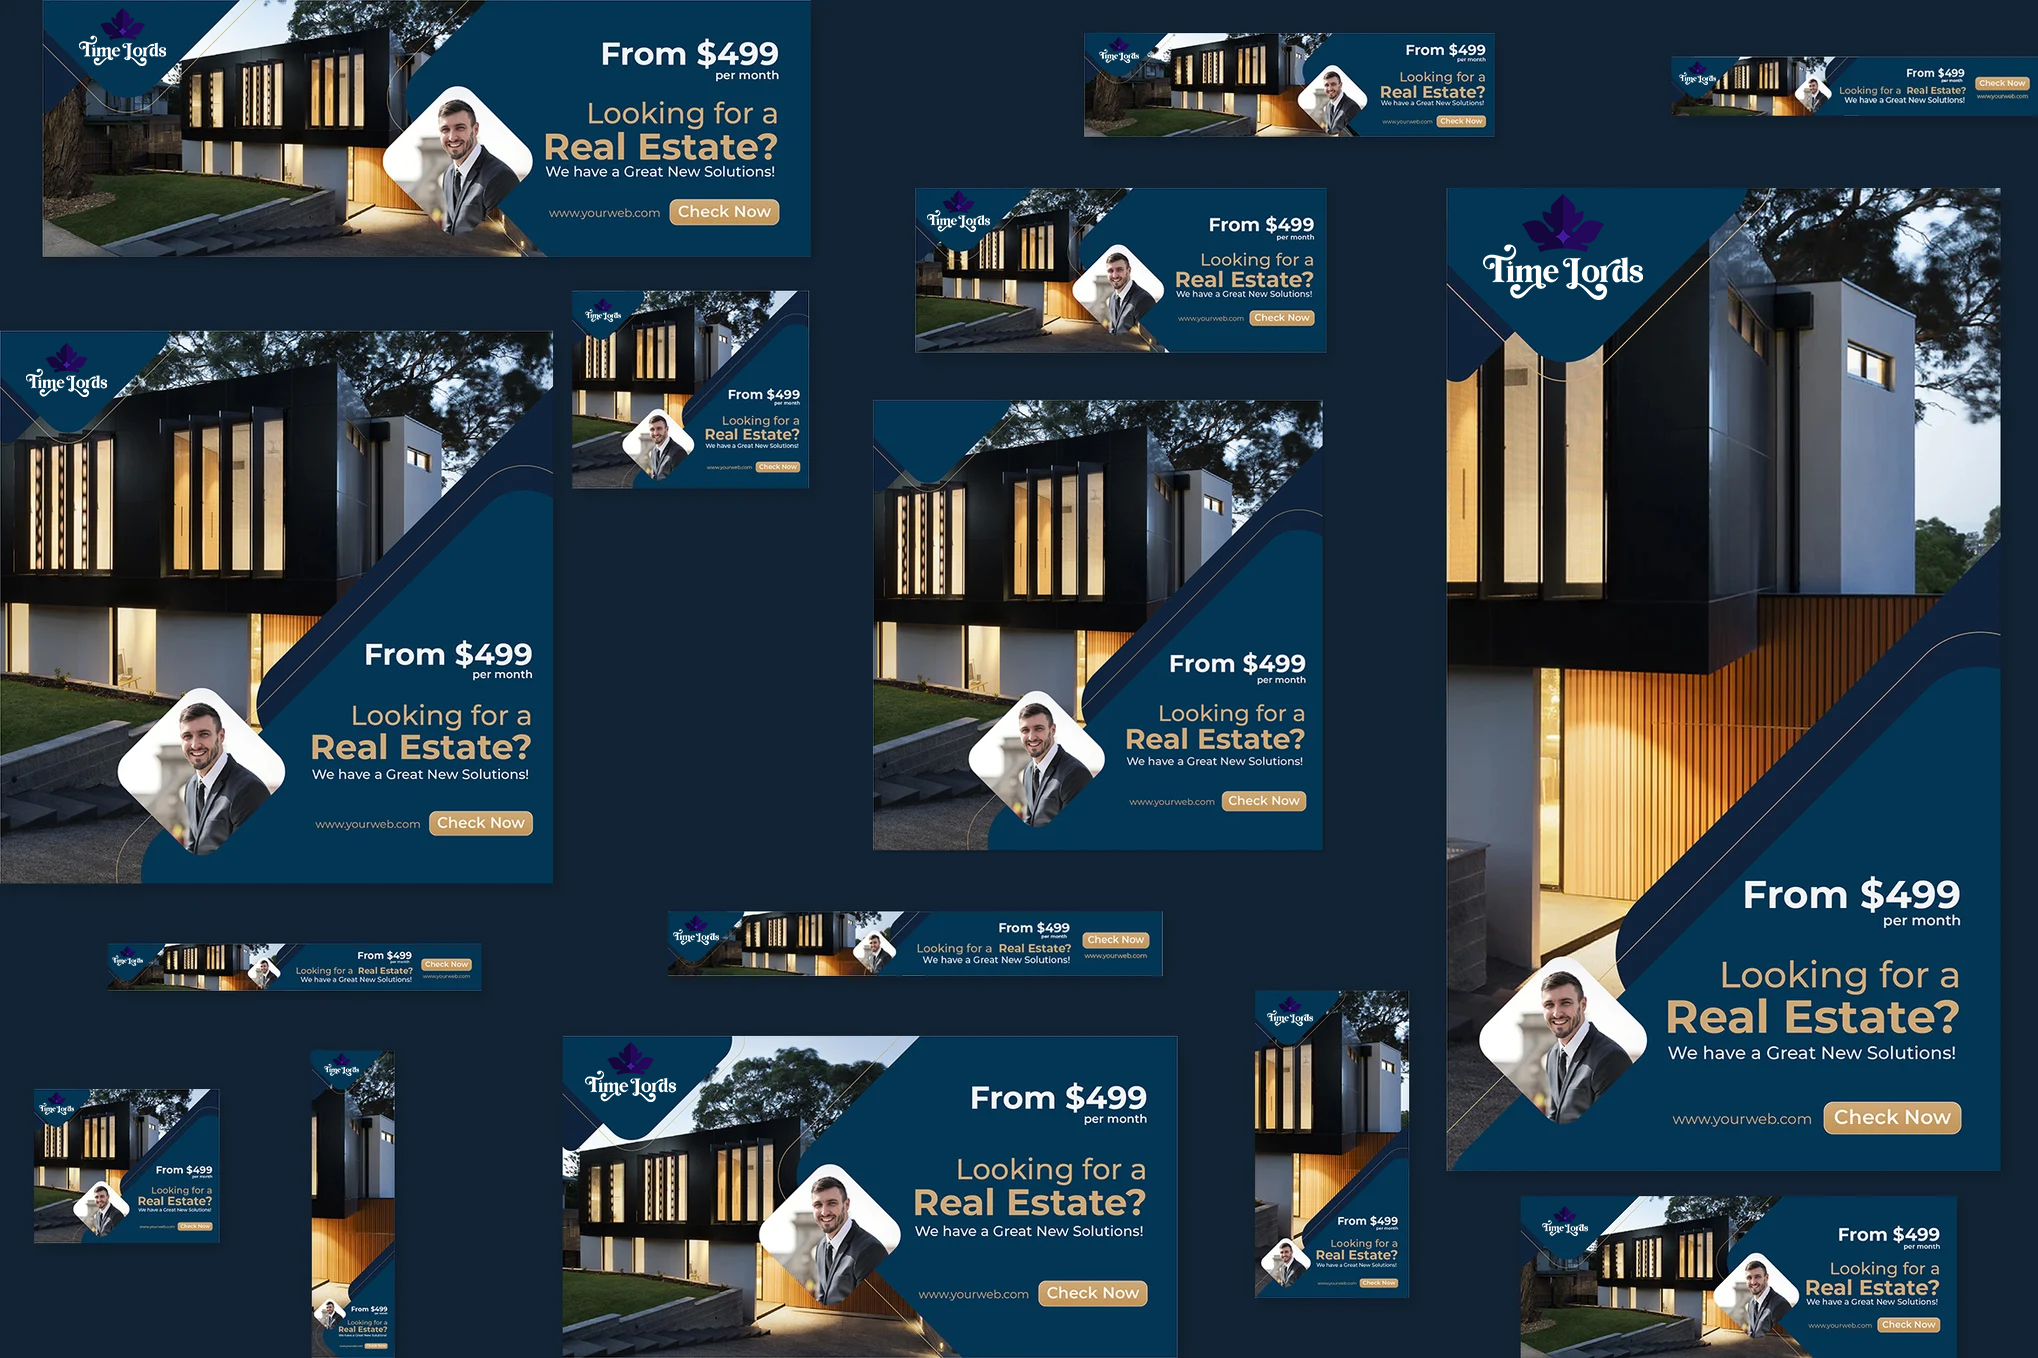 Time Lords
From $499
per month
Looking for a
Real Estate?
We have a Great New Solutions!
www.yourweb.com Check Now
Time Lords
From $499
per month
Looking for a
Real Estate?
We have a Great New Solutions!
www.yourweb.com Check Now
Time Lords
From $499
per month
Looking for a Real Estate?
We have a Great New Solutions!
Check Now
www.yourweb.com
Time Lords
From $499
per month
Looking for a
Real Estate?
We have a Great New Solutions!
www.yourweb.com Check Now
Time Lords
From $499
per month
Looking for a
Real Estate?
We have a Great New Solutions!
www.yourweb.com Check Now
Time Lords
From $499
per month
Looking for a
Real Estate?
We have a Great New Solutions!
www.yourweb.com Check Now
Time Lords
From $499
per month
Looking for a
Real Estate?
We have a Great New Solutions!
www.yourweb.com Check Now
From $499
per month
Looking for a
Real Estate?
We have a Great New Solutions!
www.yourweb.com Check Now
Time Lords
From $499
per month
Looking for a Real Estate?
We have a Great New Solutions!
Check Now
www.yourweb.com
Time Lords
From $499
per month
Looking for a Real Estate?
We have a Great New Solutions!
Check Now
www.yourweb.com
Time Lords
From $499
per month
Looking for a
Real Estate?
We have a Great New Solutions!
www.yourweb.com Check Now
Time Lords
From $499
per month
Looking for a
Real Estate?
We have a Great New Solutions!
www.yourweb.com Check Now
Time Lords
From $499
Looking for a
Real Estate?
We have a Great New Solutions!
Time Lords
From $499
per month
Looking for a
Real Estate?
We have a Great New Solutions!
www.yourweb.com Check Now
Time Lords
From $499
per month
Looking for a
Real Estate?
We have a Great New Solutions!
www.yourweb.com Check Now